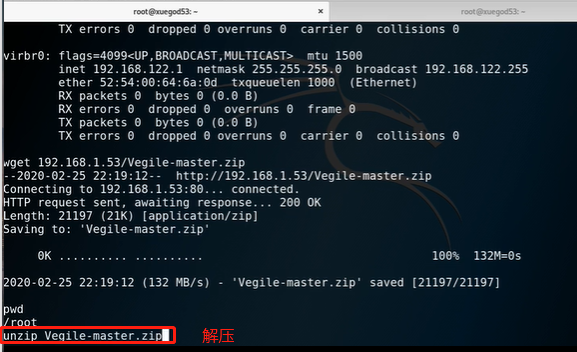 root@xuegod53: ~ × root@xuegod53: ~
TX errors 0 dropped 0 overruns 0 carrier 0 collisions 0
virbr0: flags=4099<UP,BROADCAST,MULTICAST> mtu 1500
inet 192.168.122.1 netmask 255.255.255.0 broadcast 192.168.122.255
ether 52:54:00:64:6a:0d txqueuelen 1000 (Ethernet)
RX packets 0 bytes 0 (0.0 B)
RX errors 0 dropped 0 overruns 0 frame 0
TX packets 0 bytes 0 (0.0 B)
TX errors 0 dropped 0 overruns 0 carrier 0 collisions 0
wget 192.168.1.53/Vegile-master.zip
--2020-02-25 22:19:12-- http://192.168.1.53/Vegile-master.zip
Connecting to 192.168.1.53:80... connected.
HTTP request sent, awaiting response... 200 OK
Length: 21197 (21K) [application/zip]
Saving to: 'Vegile-master.zip'
0K .......... .......... 100% 132M=0s
2020-02-25 22:19:12 (132 MB/s) - 'Vegile-master.zip' saved [21197/21197]
pwd
/root
unzip Vegile-master.zip 解压